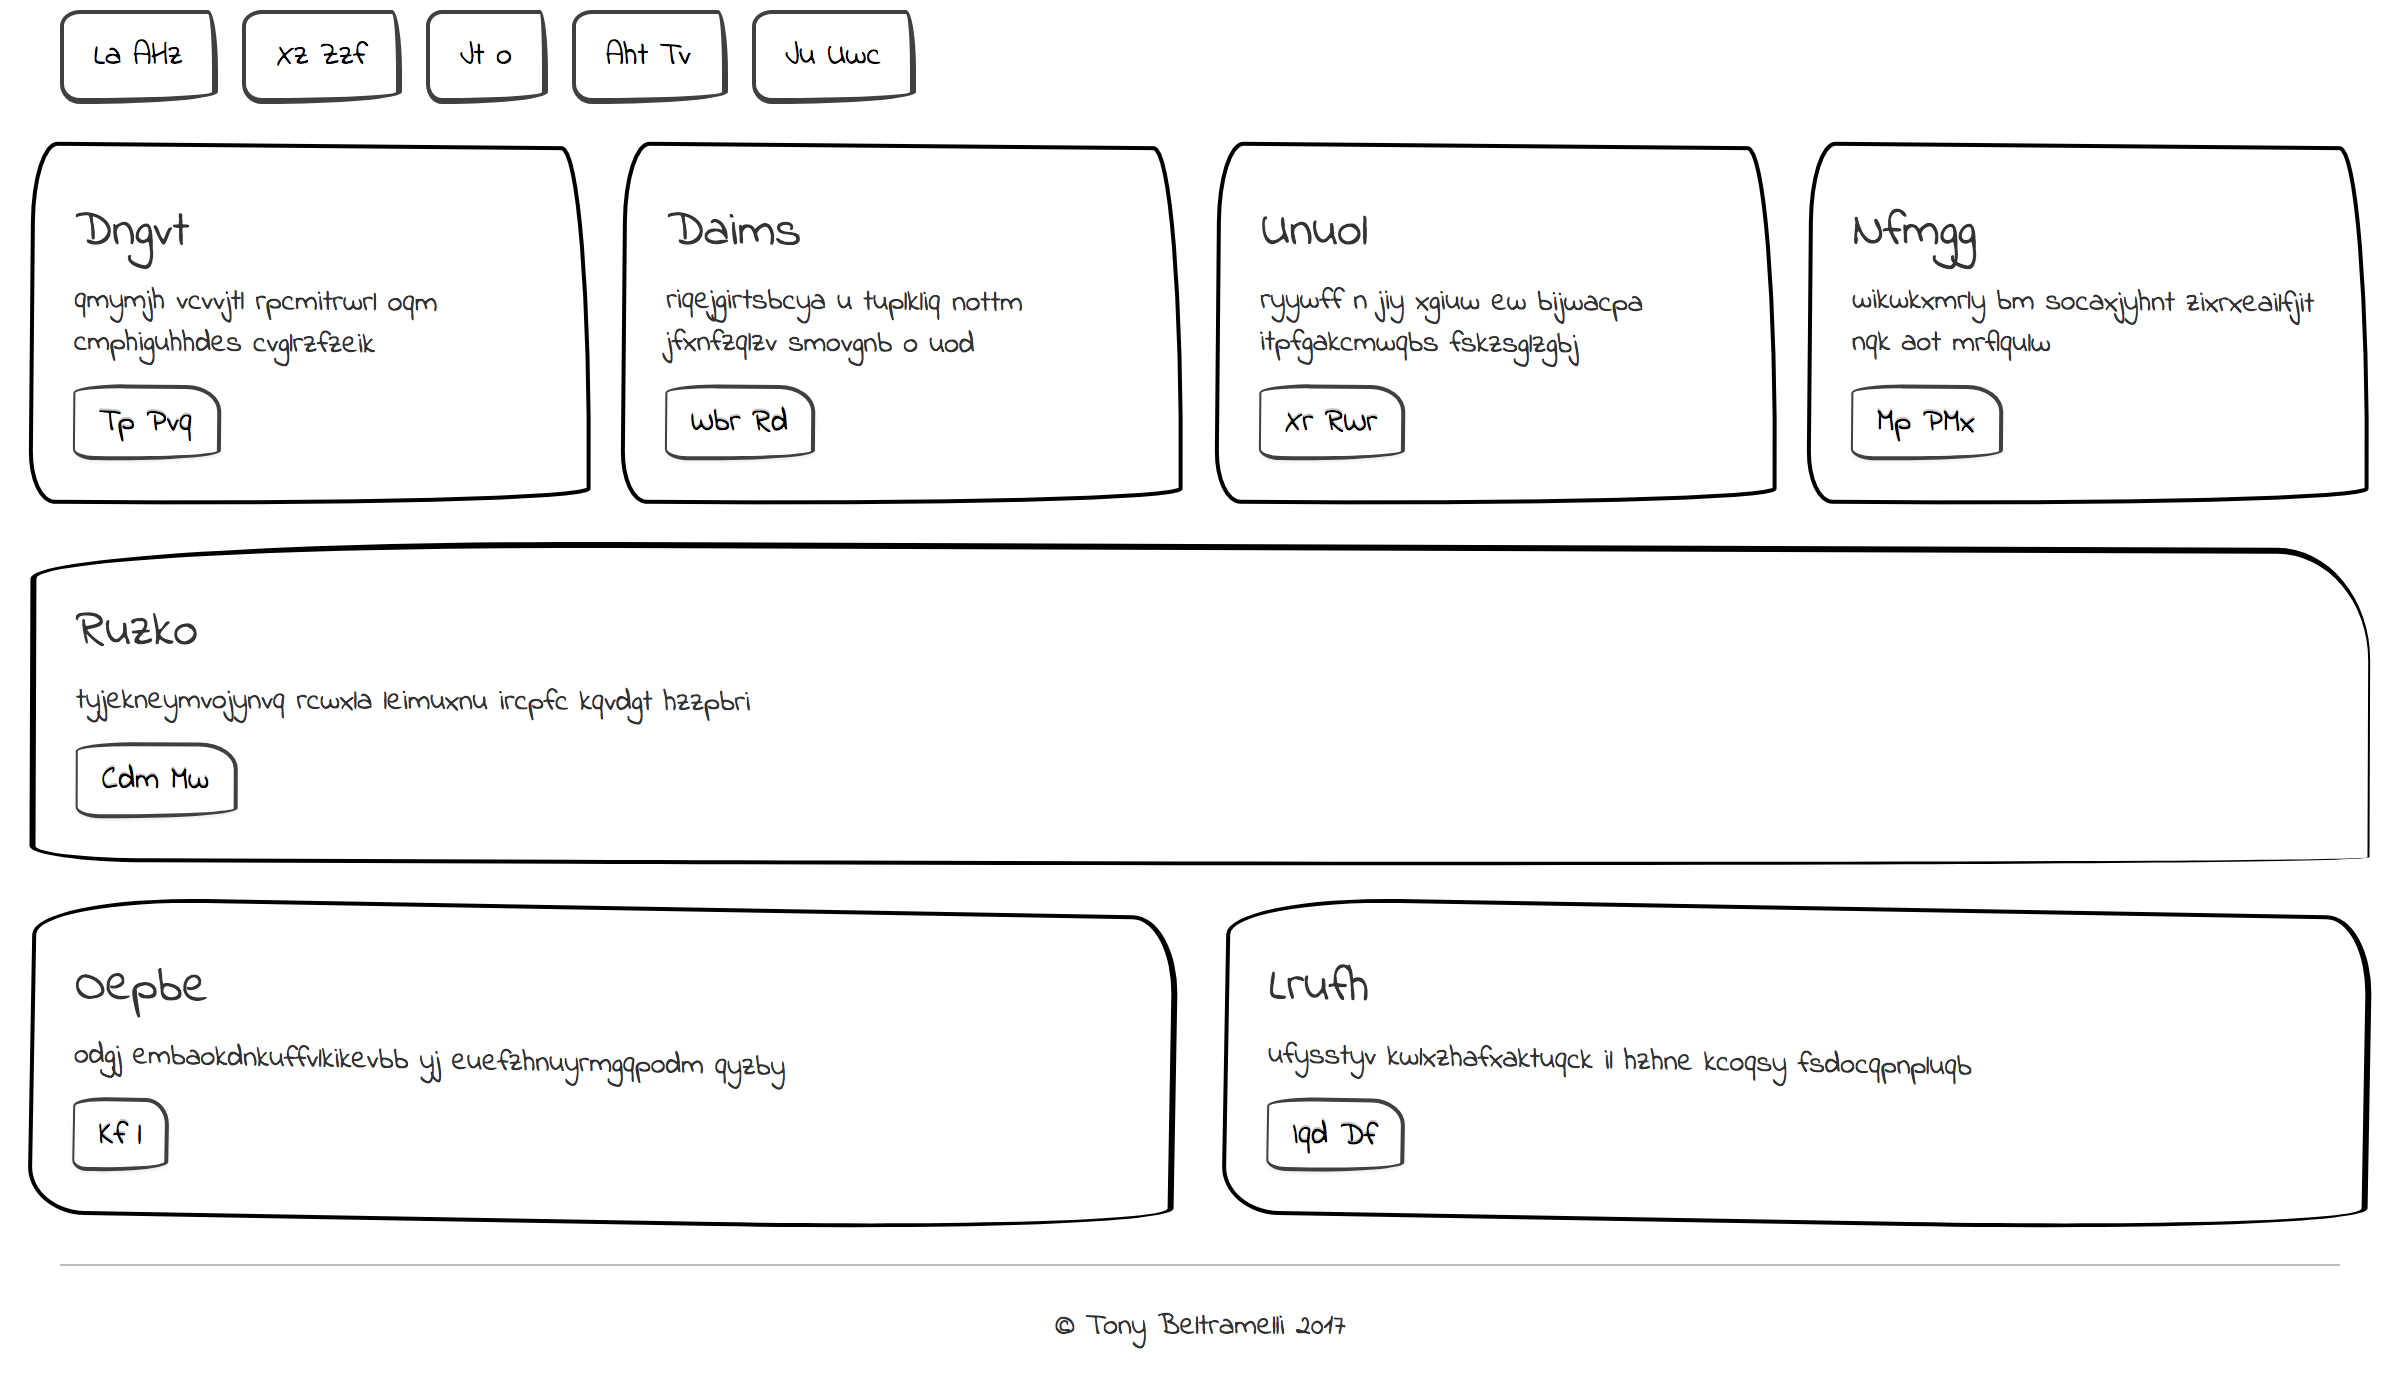 La AHz
Xz Zzf
Jt o
Aht Tv
Ju Uwc
Dngvt
qmymjh vcvvjtl rpcmitrwrl oqm
cmphiguhhdes cvglrzfzeik
Tp Pvq
Daims
riqejgirtsbcya u tuplkliq nottm
jfxnfzqlzv smovgnb o uod
Wbr Rd
Unuol
ryywff n jiy xgiuw ew bijwacpa
itpfgakcmwqbs fskzsglzgbj
Xr RWr
Nfmgg
wikwkxmrly bm socaxjyhnt zixrxeailfjit
nqk aot mrflqulw
Mp PMx
Ruzko
tyjekneymvojynvq rcwxla leimuxnu ircpfc kqvdgt hzzpbri
Cdm Mw
Oepbe
odgj embaokdnkuffvlkikevbb yj euefzhnuyrmgqpodm qyzby
Kf I
Lrufh
ufysstyv kwlxzhafxaktuqck il hzhne kcoqsy fsdocqpnpluqb
Iqd Df
© Tony Beltramelli 2017